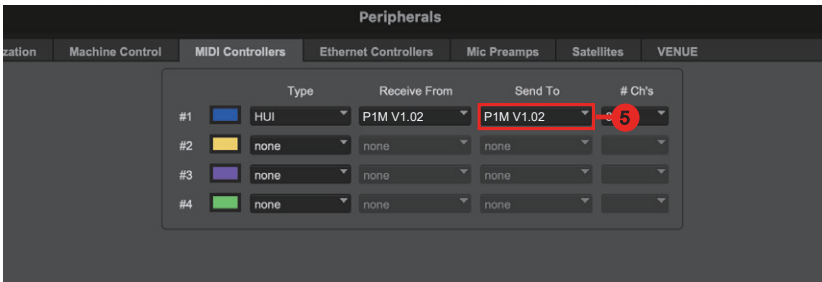 Peripherals
zation Machine Control MIDI Controllers Ethernet Controllers Mic Preamps Satellites VENUE
Type Receive From Send To # Ch's
#1 HUI P1M V1.02 P1M V1.02 5
#2 none none none
#3 none none none
#4 none none none